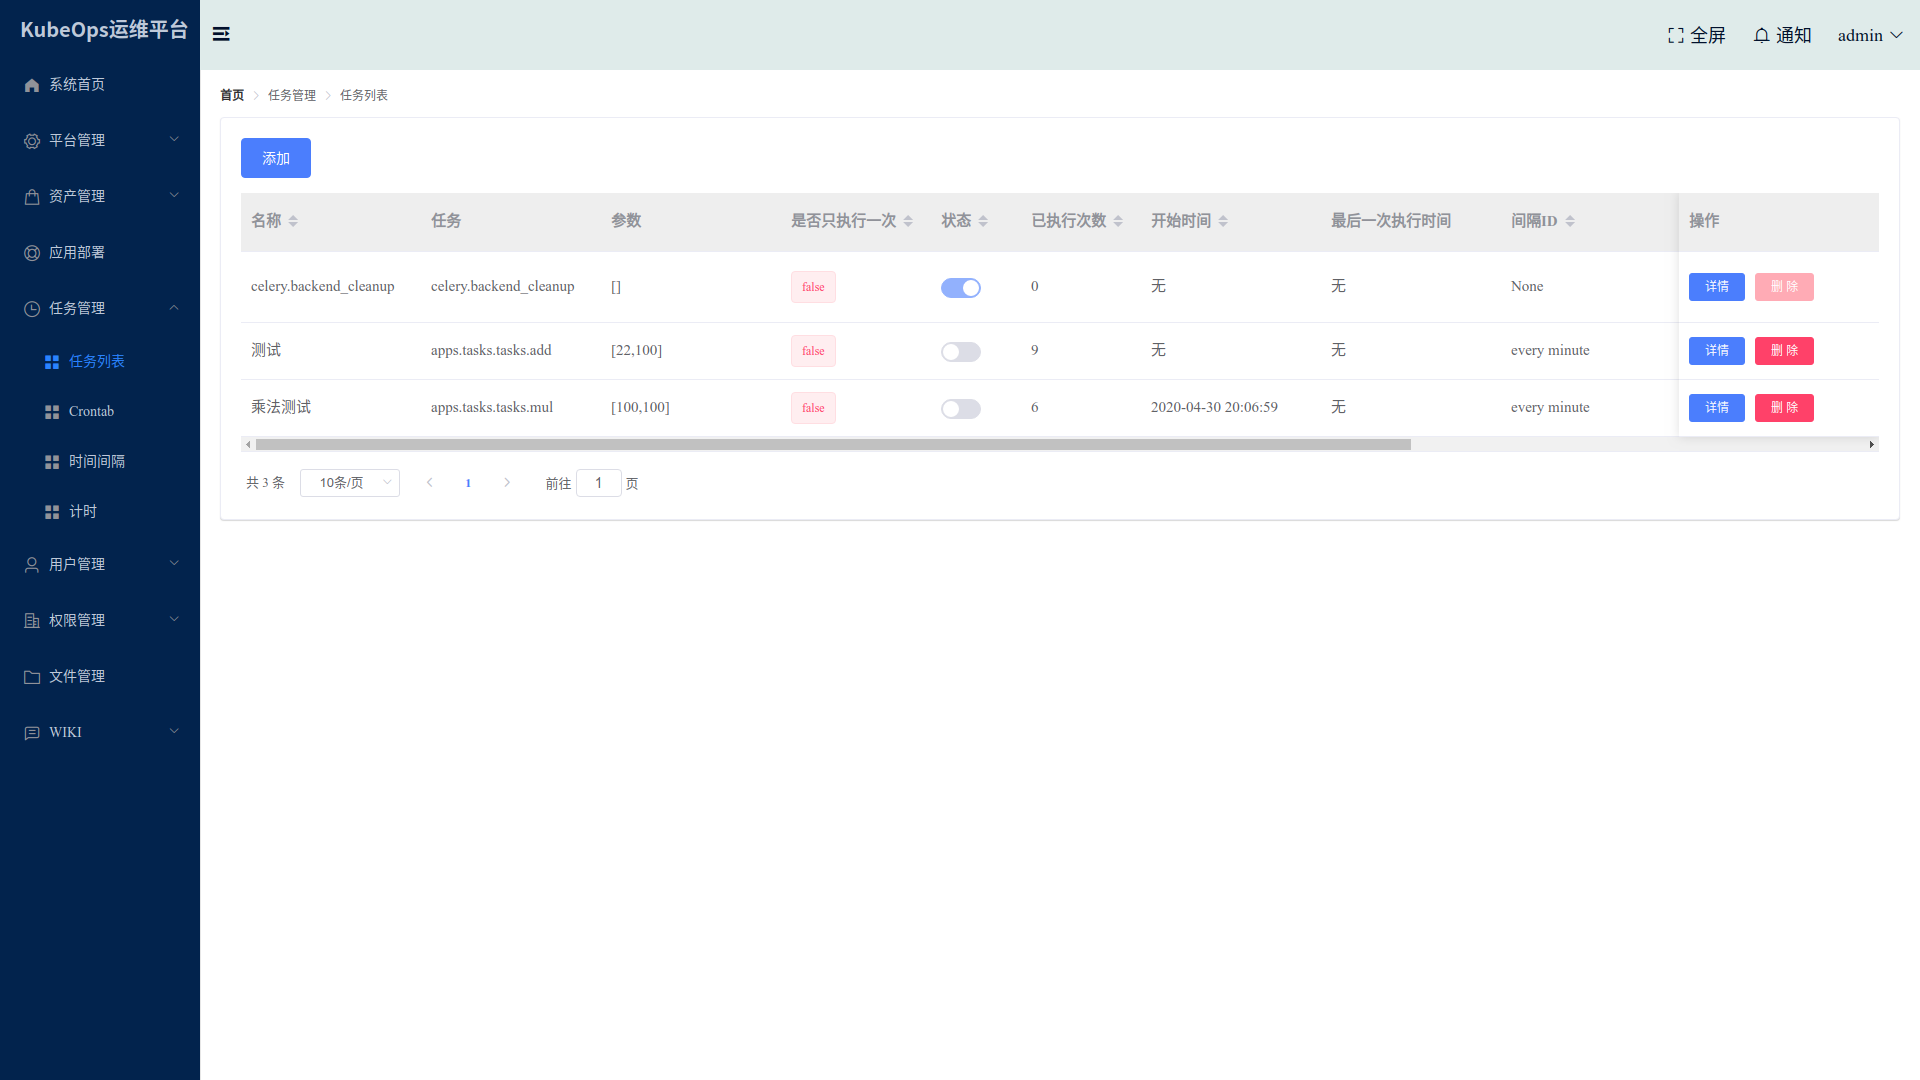 KubeOps运维平台
全屏 通知 admin
系统首页
平台管理
资产管理
应用部署
任务管理
任务列表
Crontab
时间间隔
计时
用户管理
权限管理
文件管理
WIKI
首页 任务管理 任务列表
添加
名称 任务 参数 是否只执行一次 状态 已执行次数 开始时间 最后一次执行时间 间隔ID 操作
celery.backend_cleanup celery.backend_cleanup [] false 0 无 无 None 详情 删 除
测试 apps.tasks.tasks.add [22,100] false 9 无 无 every minute 详情 删 除
乘法测试 apps.tasks.tasks.mul [100,100] false 6 2020-04-30 20:06:59 无 every minute 详情 删 除
共 3 条 10条/页 1 前往 1 页